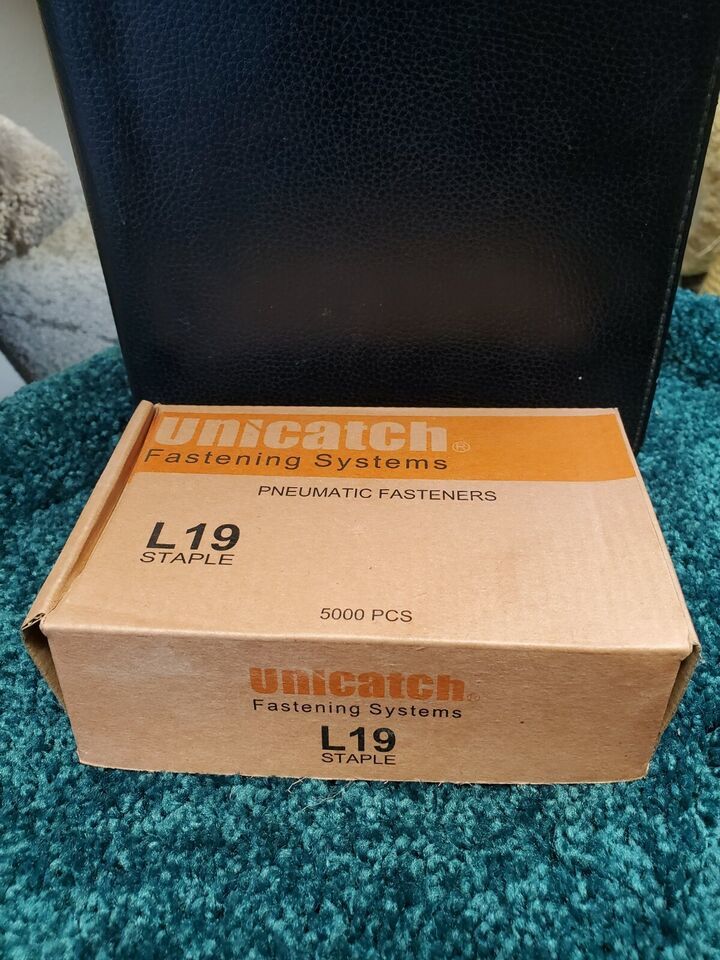 unicatch®
Fastening Systems
PNEUMATIC FASTENERS
L19
STAPLE
5000 PCS
unicatch®
Fastening Systems
L19
STAPLE